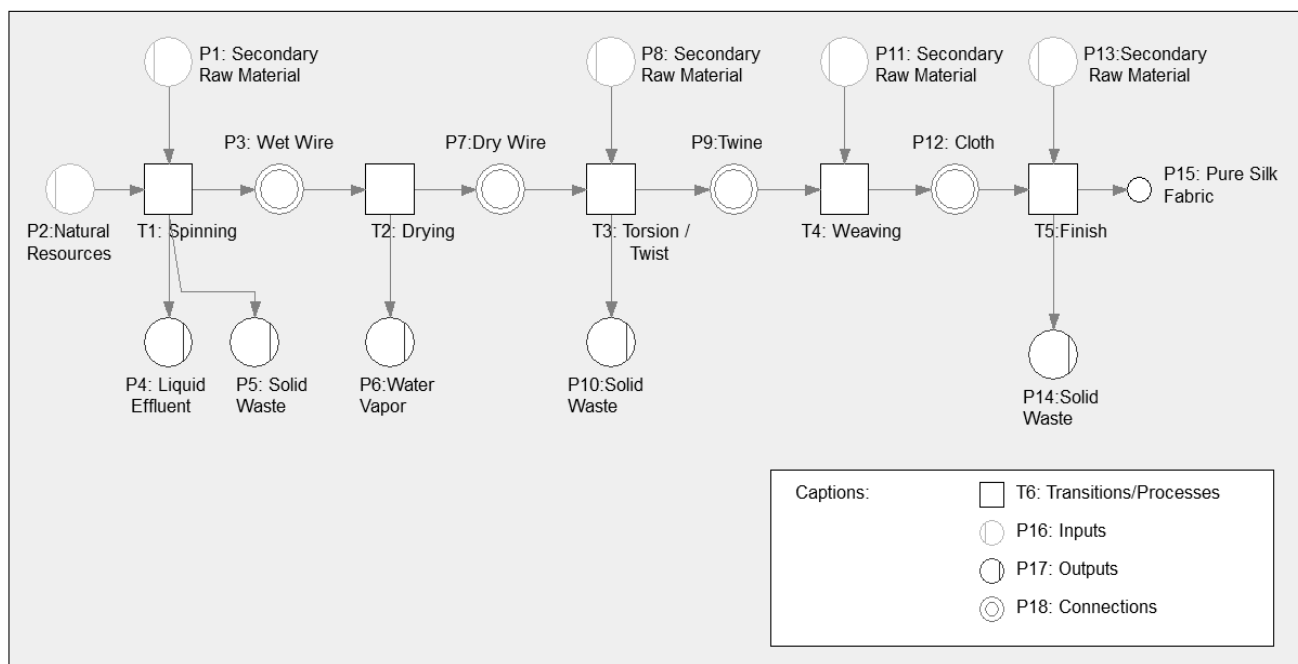 P1: Secondary
Raw Material
P8: Secondary
Raw Material
P11: Secondary
Raw Material
P13:Secondary
Raw Material
P3: Wet Wire
P7:Dry Wire
P9:Twine
P12: Cloth
P15: Pure Silk
Fabric
P2:Natural
Resources
T1: Spinning
T2: Drying
T3: Torsion /
Twist
T4: Weaving
T5:Finish
P4: Liquid
Effluent
P5: Solid
Waste
P6:Water
Vapor
P10:Solid
Waste
P14:Solid
Waste
Captions:
T6: Transitions/Processes
P16: Inputs
P17: Outputs
P18: Connections